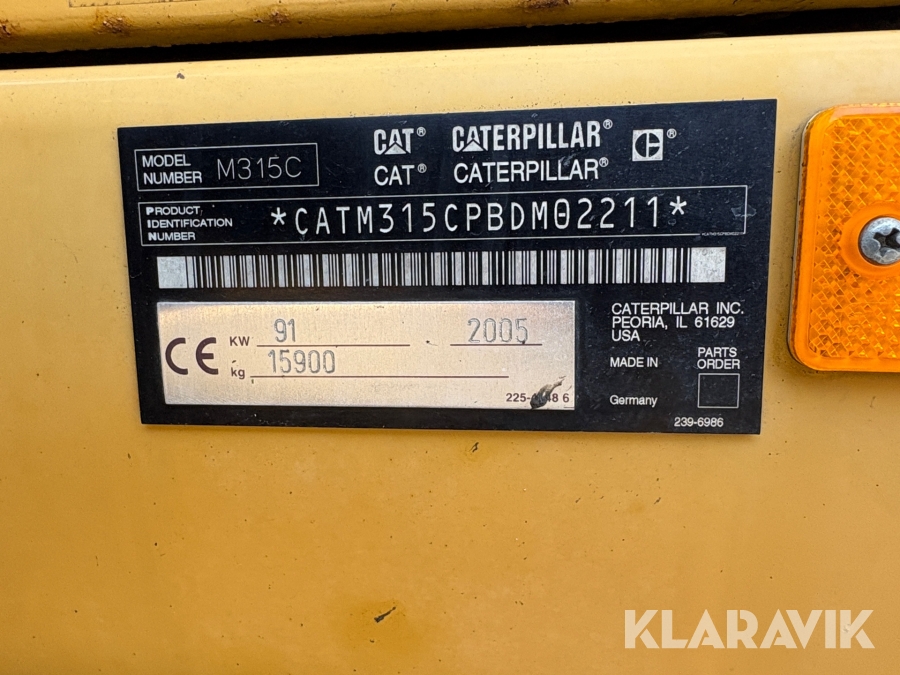 CAT® CATERPILLAR® ®
CAT® CATERPILLAR®
MODEL
NUMBER M315C
PRODUCT
IDENTIFICATION
NUMBER
*CATM315CPBDM02211*
CE
KW 91 2005
kg 15900
CATERPILLAR INC.
PEORIA, IL 61629
USA
MADE IN
Germany
PARTS
ORDER
239-6986
KLARAVIK